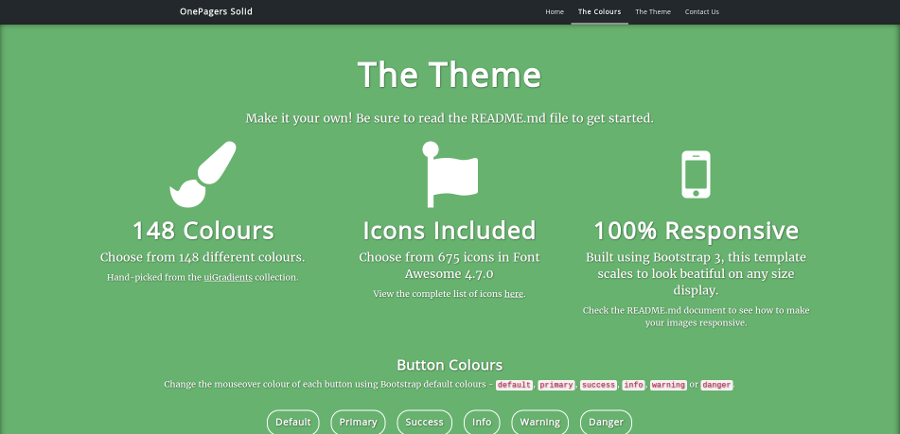 OnePagers Solid
Home The Colours The Theme Contact Us
The Theme
Make it your own! Be sure to read the README.md file to get started.
148 Colours
Choose from 148 different colours.
Hand-picked from the uiGradients collection.
Icons Included
Choose from 675 icons in Font
Awesome 4.7.0
View the complete list of icons here.
100% Responsive
Built using Bootstrap 3, this template
scales to look beatiful on any size
display.
Check the README.md document to see how to make
your images responsive.
Button Colours
Change the mouseover colour of each button using Bootstrap default colours - default, primary, success, info, warning or danger
Default Primary Success Info Warning Danger